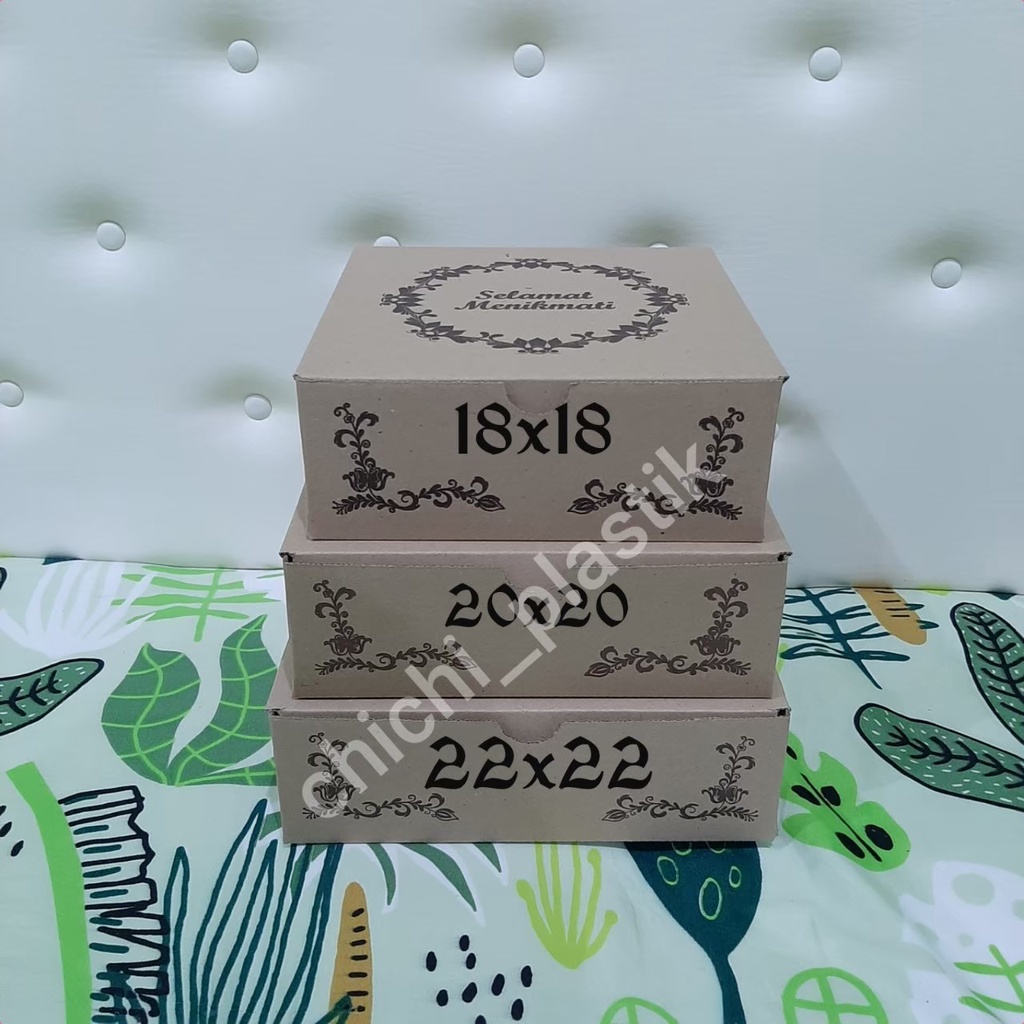 Selamat
Menikmati
18x18
20x20
22x22
chichi_plastik